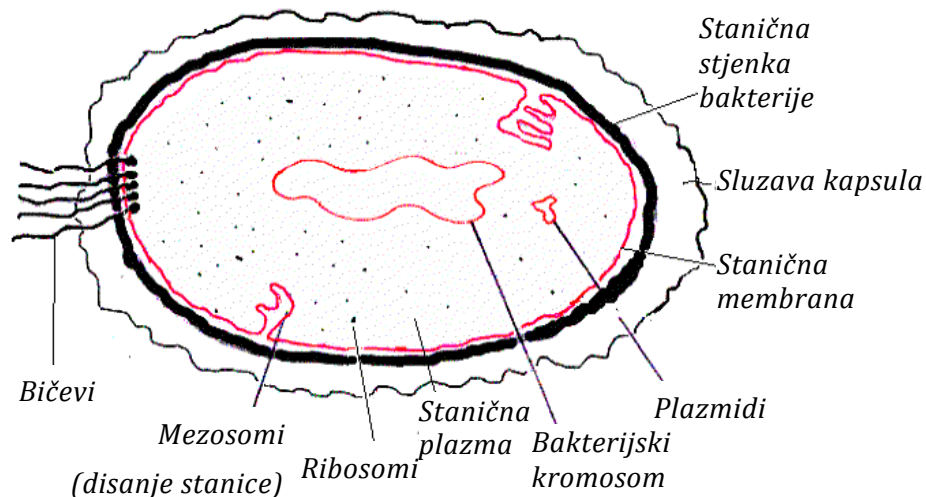 Stanična
stjenka
bakterije
Sluzava kapsula
Stanična
membrana
Bičevi
Mezosomi
(disanje stanice)
Ribosomi
Stanična
plazma
Bakterijski
kromosom
Plazmidi